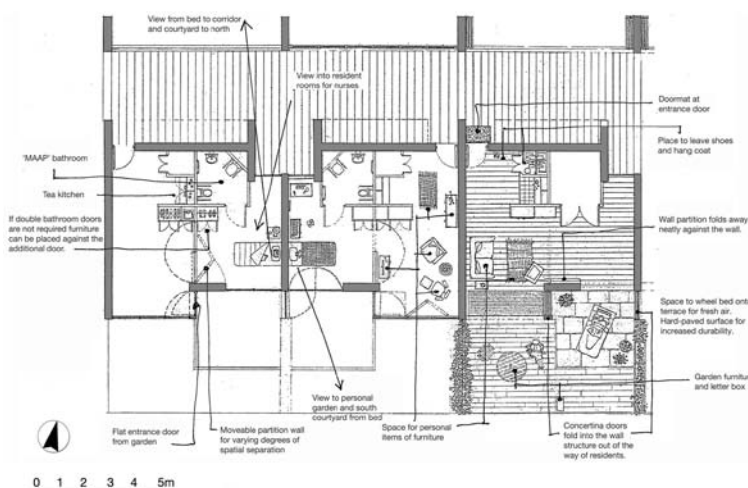 View from bed to corridor
and courtyard to north
View into resident
rooms for nurses
Doormat at
entrance door
Place to leave shoes
and hang coat
'MAAP' bathroom
Tea kitchen
If double bathroom doors
are not required furniture
can be placed against the
additional door.
Wall partition folds away
neatly against the wall.
Space to wheel bed onto
terrace for fresh air.
Hard-paved surface for
increased durability.
Garden furnitu
and letter box
View to personal
garden and south
courtyard from bed
Flat entrance door
from garden
Moveable partition wall
for varying degrees of
spatial separation
Space for personal
items of furniture
Concertina doors
fold into the wall
structure out of the
way of residents.
0 1 2 3 4 5m